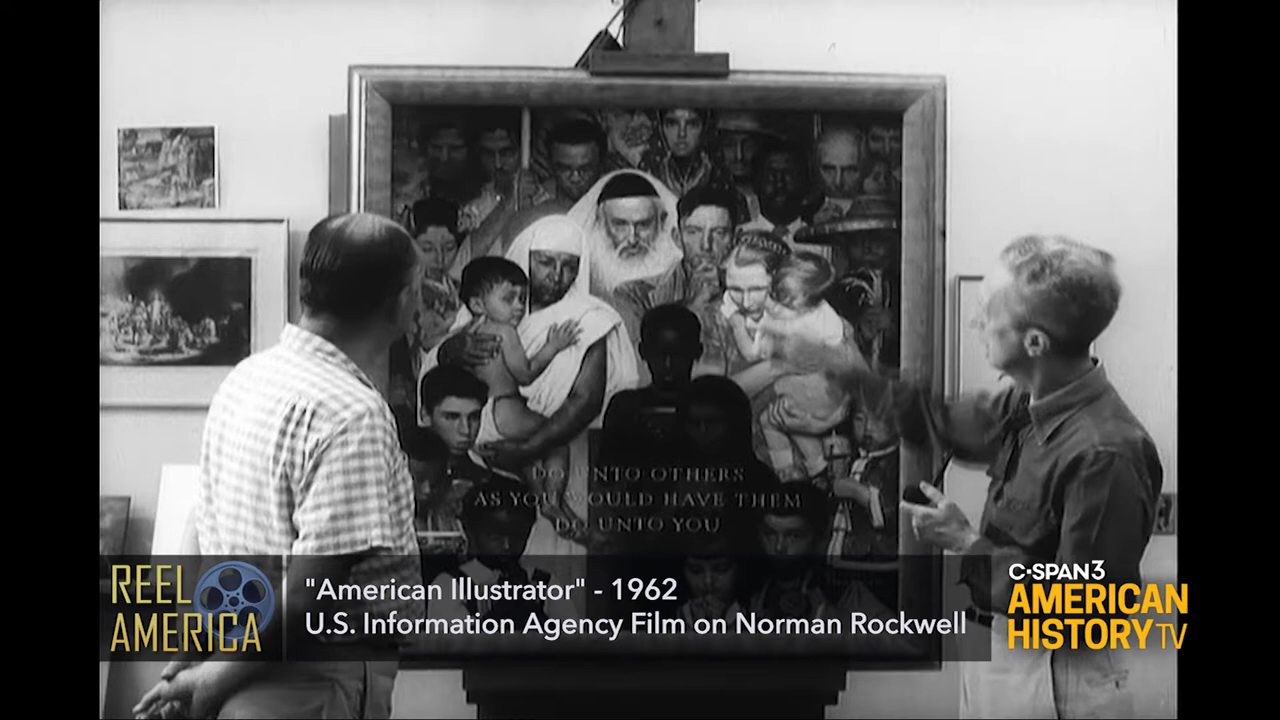 DO UNTO OTHERS
AS YOU WOULD HAVE THEM
DO UNTO YOU
REEL
AMERICA
"American Illustrator" - 1962
U.S. Information Agency Film on Norman Rockwell
C-SPAN3
AMERICAN
HISTORY TV